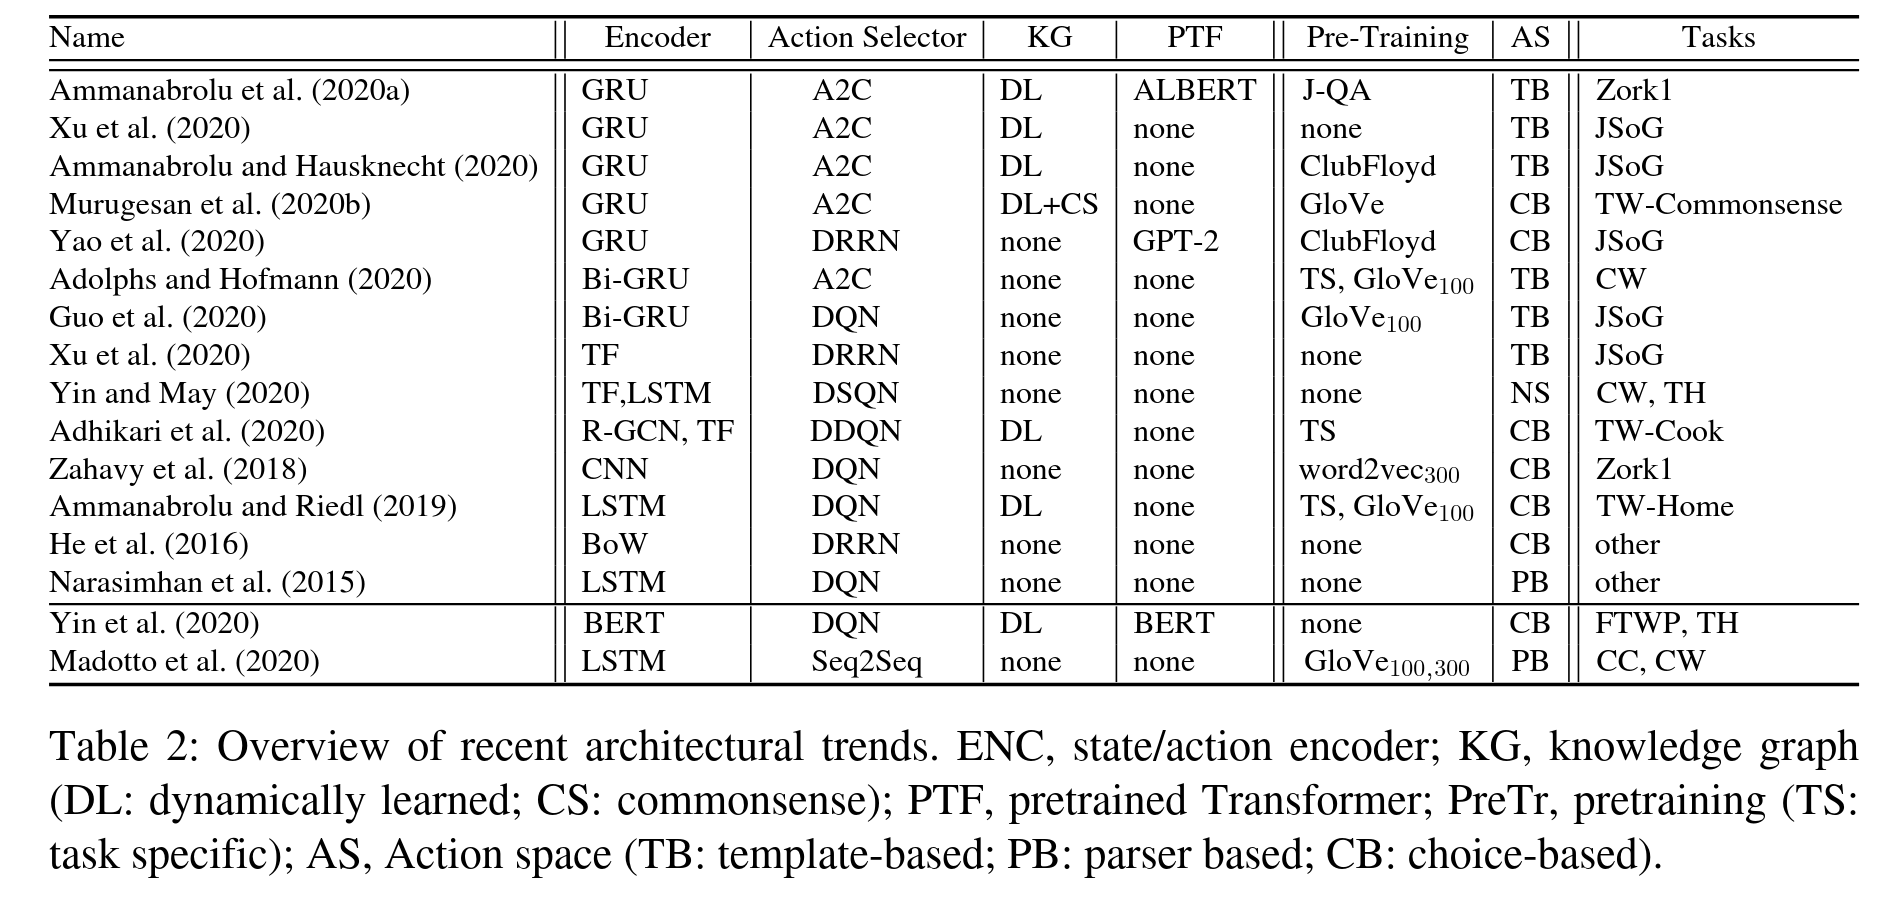 Name Encoder Action Selector KG PTF Pre-Training AS Tasks
Ammanabrolu et al. (2020a) GRU A2C DL ALBERT J-QA TB Zork1
Xu et al. (2020) GRU A2C DL none none TB JSoG
Ammanabrolu and Hausknecht (2020) GRU A2C DL none ClubFloyd TB JSoG
Murugesan et al. (2020b) GRU A2C DL+CS none GloVe CB TW-Commonsense
Yao et al. (2020) GRU DRRN none GPT-2 ClubFloyd CB JSoG
Adolphs and Hofmann (2020) Bi-GRU A2C none none TS, GloVe100 TB CW
Guo et al. (2020) Bi-GRU DQN none none GloVe100 TB JSoG
Xu et al. (2020) TF DRRN none none none TB JSoG
Yin and May (2020) TF,LSTM DSQN none none none NS CW, TH
Adhikari et al. (2020) R-GCN, TF DDQN DL none TS CB TW-Cook
Zahavy et al. (2018) CNN DQN none none word2vec300 CB Zork1
Ammanabrolu and Riedl (2019) LSTM DQN DL none TS, GloVe100 CB TW-Home
He et al. (2016) BoW DRRN none none none CB other
Narasimhan et al. (2015) LSTM DQN none none none PB other
Yin et al. (2020) BERT DQN DL BERT none CB FTWP, TH
Madotto et al. (2020) LSTM Seq2Seq none none GloVe100,300 PB CC, CW
Table 2: Overview of recent architectural trends. ENC, state/action encoder; KG, knowledge graph
(DL: dynamically learned; CS: commonsense); PTF, pretrained Transformer; PreTr, pretraining (TS:
task specific); AS, Action space (TB: template-based; PB: parser based; CB: choice-based).